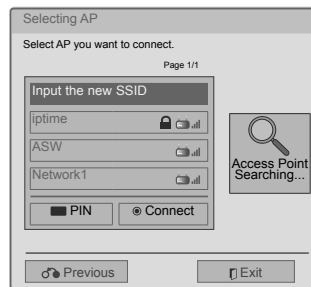 Selecting AP
Select AP you want to connect.
Page 1/1
Input the new SSID
iptime
ASW
Network1
PIN
Connect
Access Point
Searching...
Previous
Exit